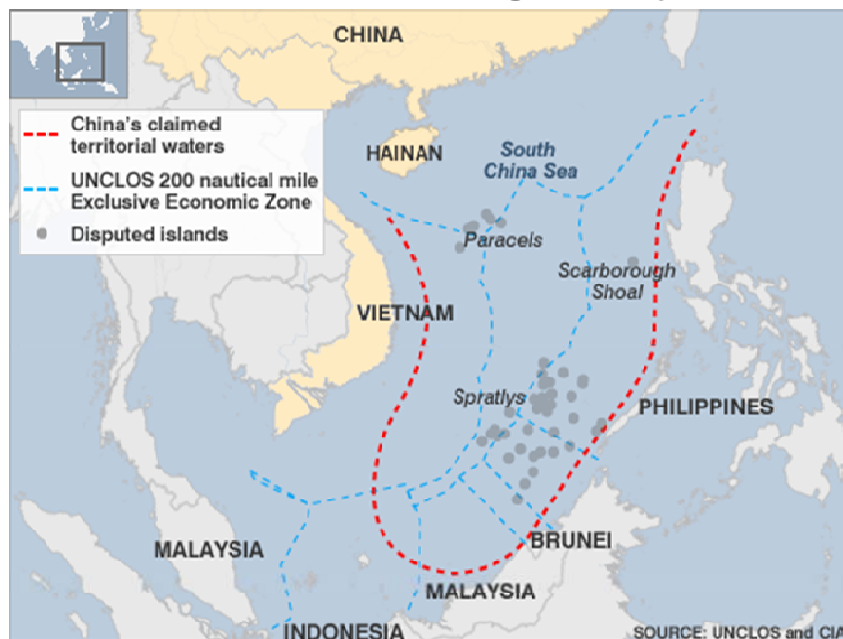 CHINA
China's claimed
territorial waters
UNCLOS 200 nautical mile
Exclusive Economic Zone
Disputed islands
HAINAN
South
China Sea
Paracels
Scarborough
Shoal
VIETNAM
Spratlys
PHILIPPINES
MALAYSIA
BRUNEI
MALAYSIA
INDONESIA
SOURCE: UNCLOS and CIA